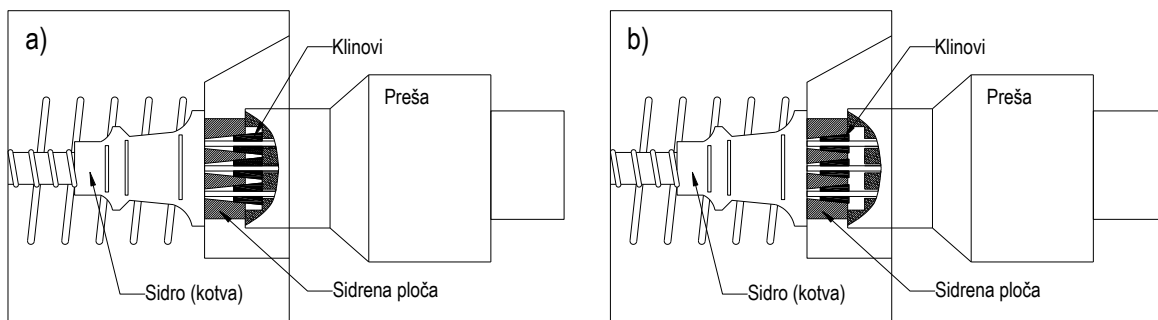 a)
Klinovi
Preša
Sidro (kotva)
Sidrena ploča
b)
Klinovi
Preša
Sidro (kotva)
Sidrena ploča